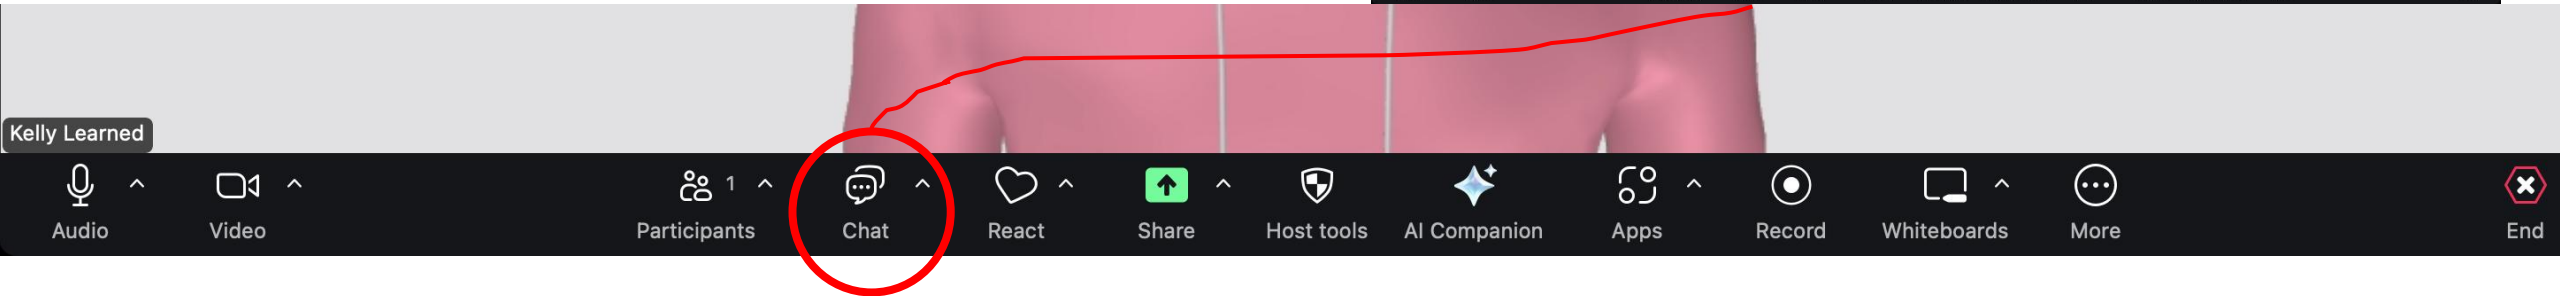 Kelly Learned
1
Audio Video Participants Chat React Share Host tools AI Companion Apps Record Whiteboards More End